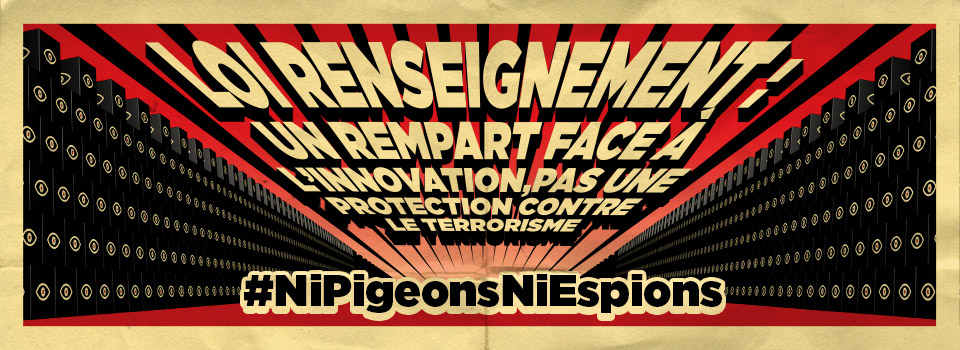 LOI RENSEIGNEMENT :
UN REMPART FACE À
L'INNOVATION, PAS UNE
PROTECTION CONTRE
LE TERRORISME
#NiPigeonsNiEspions